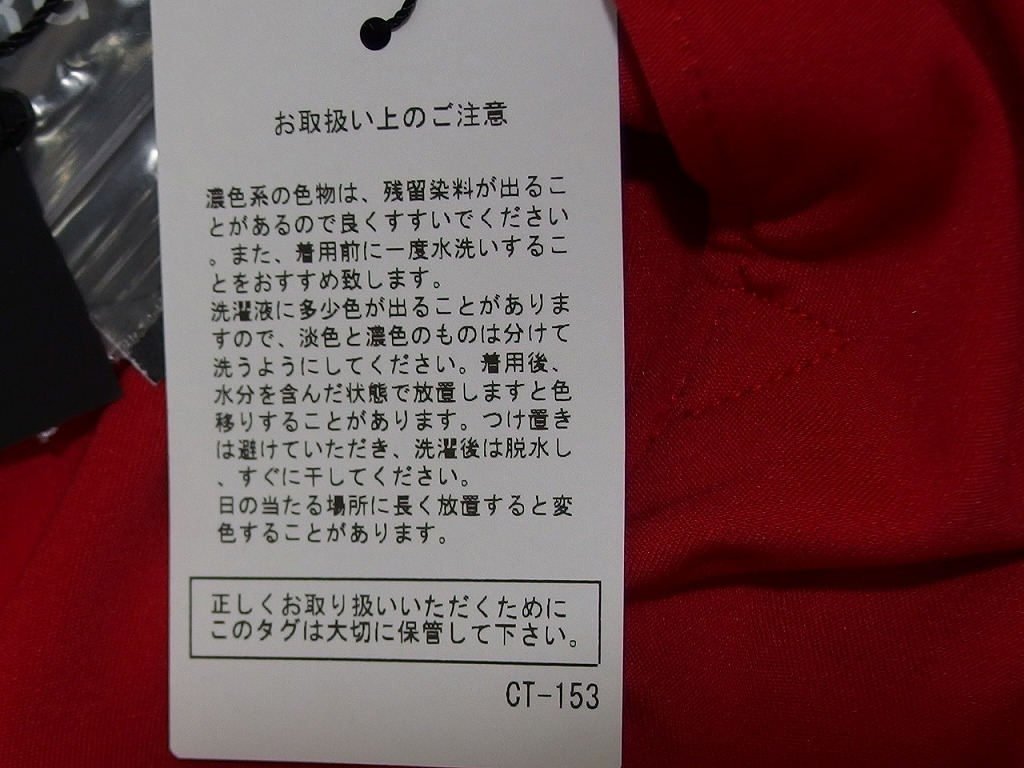 お取扱い上のご注意
濃色系の色物は、残留染料が出るこ
とがあるので良くすすいでください
。また、着用前に一度水洗いするこ
とをおすすめ致します。
洗濯液に多少色が出ることがありま
すので、淡色と濃色のものは分けて
洗うようにしてください。着用後、
水分を含んだ状態で放置しますと色
移りすることがあります。つけ置き
は避けていただき、洗濯後は脱水し
、すぐに干してください。
日の当たる場所に長く放置すると変
色することがあります。
正しくお取り扱いいただくために
このタグは大切に保管して下さい。
CT-153